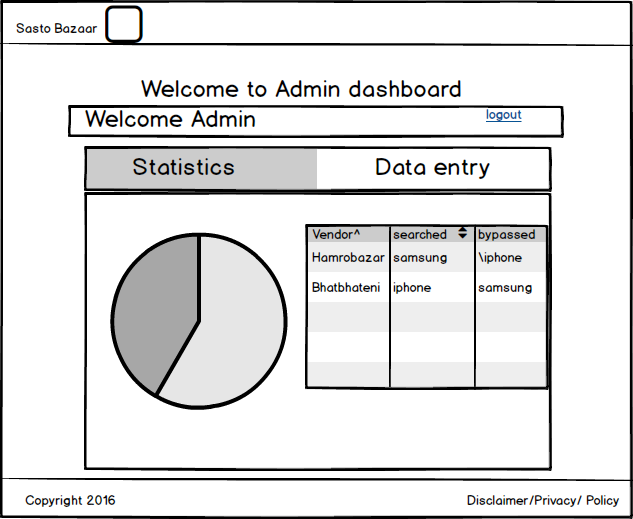 Sasto Bazaar
Welcome to Admin dashboard
Welcome Admin logout
Statistics Data entry
Vendor^ searched bypassed
Hamrobazar samsung \iphone
Bhatbhateni iphone samsung
Copyright 2016 Disclaimer/Privacy/ Policy